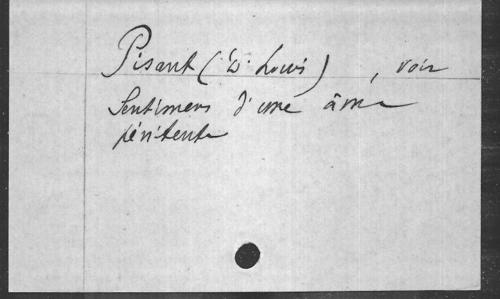 Pisant (D. Louis), voir
Sentimens d'une âme
pénitente